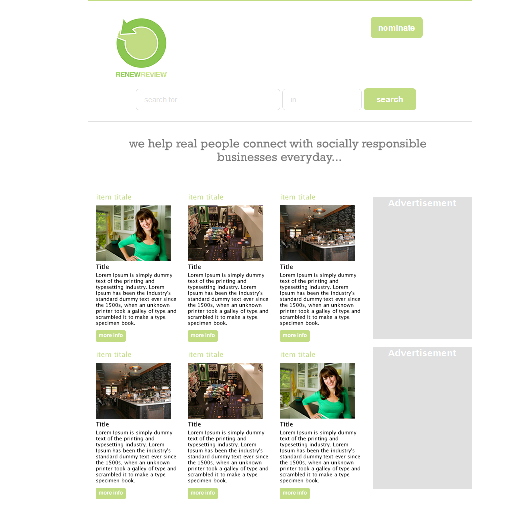 nominate
RENEWREVIEW
search for
in
search
we help real people connect with socially responsible
businesses everyday...
Item titale
Item titale
Item titale
Advertisement
Title
Lorem Ipsum is simply dummy
text of the printing and
typesetting industry. Lorem
Ipsum has been the industry's
standard dummy text ever since
the 1500s, when an unknown
printer took a galley of type and
scrambled it to make a type
specimen book.
more info
Title
Lorem Ipsum is simply dummy
text of the printing and
typesetting industry. Lorem
Ipsum has been the industry's
standard dummy text ever since
the 1500s, when an unknown
printer took a galley of type and
scrambled it to make a type
specimen book.
more info
Title
Lorem Ipsum is simply dummy
text of the printing and
typesetting industry. Lorem
Ipsum has been the industry's
standard dummy text ever since
the 1500s, when an unknown
printer took a galley of type and
scrambled it to make a type
specimen book.
more info
Item titale
Item titale
Item titale
Advertisement
Title
Lorem Ipsum is simply dummy
text of the printing and
typesetting industry. Lorem
Ipsum has been the industry's
standard dummy text ever since
the 1500s, when an unknown
printer took a galley of type and
scrambled it to make a type
specimen book.
more info
Title
Lorem Ipsum is simply dummy
text of the printing and
typesetting industry. Lorem
Ipsum has been the industry's
standard dummy text ever since
the 1500s, when an unknown
printer took a galley of type and
scrambled it to make a type
specimen book.
more info
Title
Lorem Ipsum is simply dummy
text of the printing and
typesetting industry. Lorem
Ipsum has been the industry's
standard dummy text ever since
the 1500s, when an unknown
printer took a galley of type and
scrambled it to make a type
specimen book.
more info